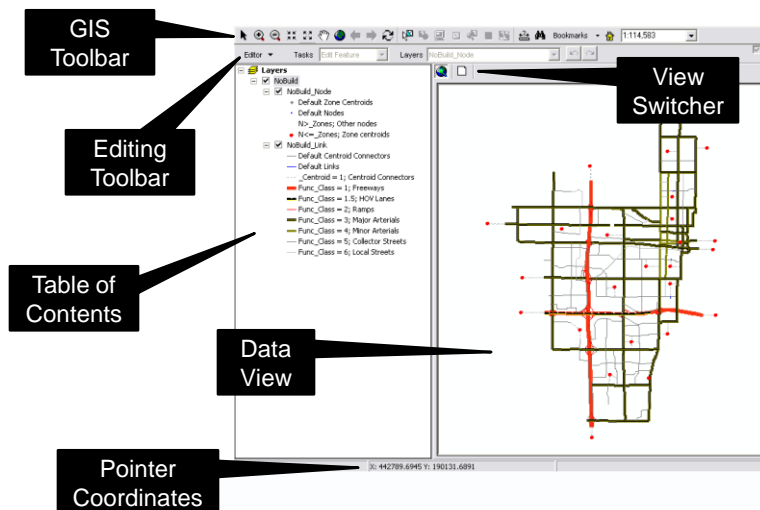 GIS
Toolbar
Bookmarks
1:114,583
Editor Tasks Edit Feature Layers NoBuild_Node
View
Switcher
Editing
Toolbar
Layers
NoBuild
NoBuild_Node
Default Zone Centroids
Default Nodes
N>_Zones; Other nodes
N<=_Zones; Zone centroids
NoBuild_Link
Default Centroid Connectors
Default Links
_Centroid = 1; Centroid Connectors
Func_Class = 1; Freeways
Func_Class = 1.5; HOV Lanes
Func_Class = 2; Ramps
Func_Class = 3; Major Arterials
Func_Class = 4; Minor Arterials
Func_Class = 5; Collector Streets
Func_Class = 6; Local Streets
Table of
Contents
Data
View
Pointer
Coordinates
X: 442789.6945 Y: 190131.6891